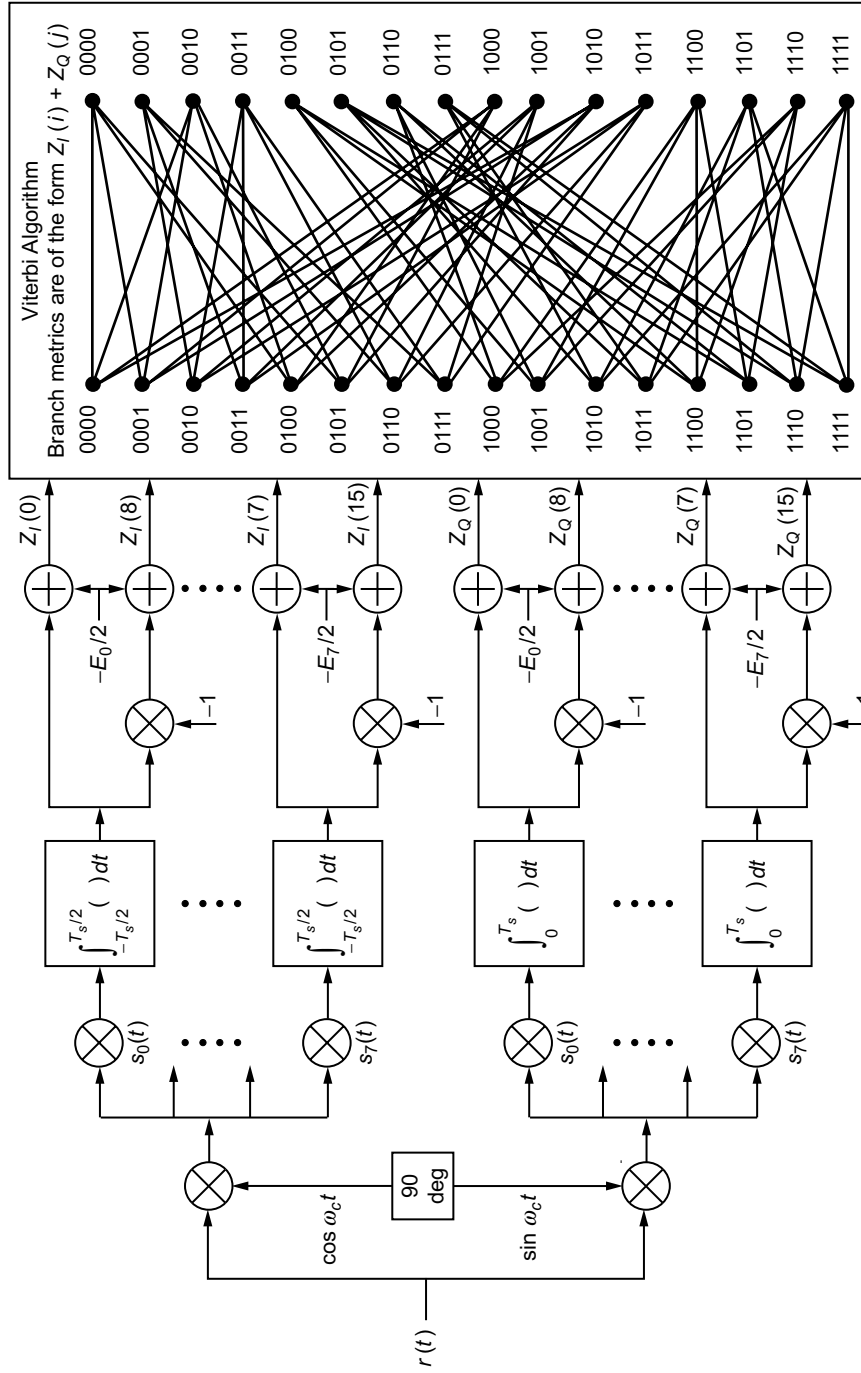 r(t)
cos ω_c t
90
deg
sin ω_c t
s_0(t)
s_7(t)
s_0(t)
s_7(t)
∫_{-T_s/2}^{T_s/2} ( ) dt
∫_{-T_s/2}^{T_s/2} ( ) dt
∫_0^{T_s} ( ) dt
∫_0^{T_s} ( ) dt
–1
–1
–1
–1
–E_0/2
–E_7/2
–E_0/2
–E_7/2
Z_I (0)
Z_I (8)
Z_I (7)
Z_I (15)
Z_Q (0)
Z_Q (8)
Z_Q (7)
Z_Q (15)
Viterbi Algorithm
Branch metrics are of the form Z_I (i) + Z_Q (j)
0000 0000
0001 0001
0010 0010
0011 0011
0100 0100
0101 0101
0110 0110
0111 0111
1000 1000
1001 1001
1010 1010
1011 1011
1100 1100
1101 1101
1110 1110
1111 1111